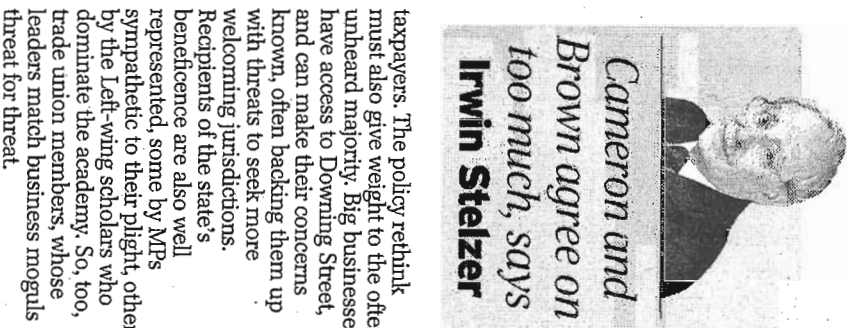 Cameron and
Brown agree on
too much, says
Irwin Stelzer
taxpayers. The policy rethink
must also give weight to the ofte
unheard majority. Big businesse
have access to Downing Street,
and can make their concerns
known, often backing them up
with threats to seek more
welcoming jurisdictions.
Recipients of the state's
beneficence are also well
represented, some by MPs
sympathetic to their plight, other
by the Left-wing scholars who
dominate the academy. So, too,
trade union members, whose
leaders match business moguls
threat for threat.